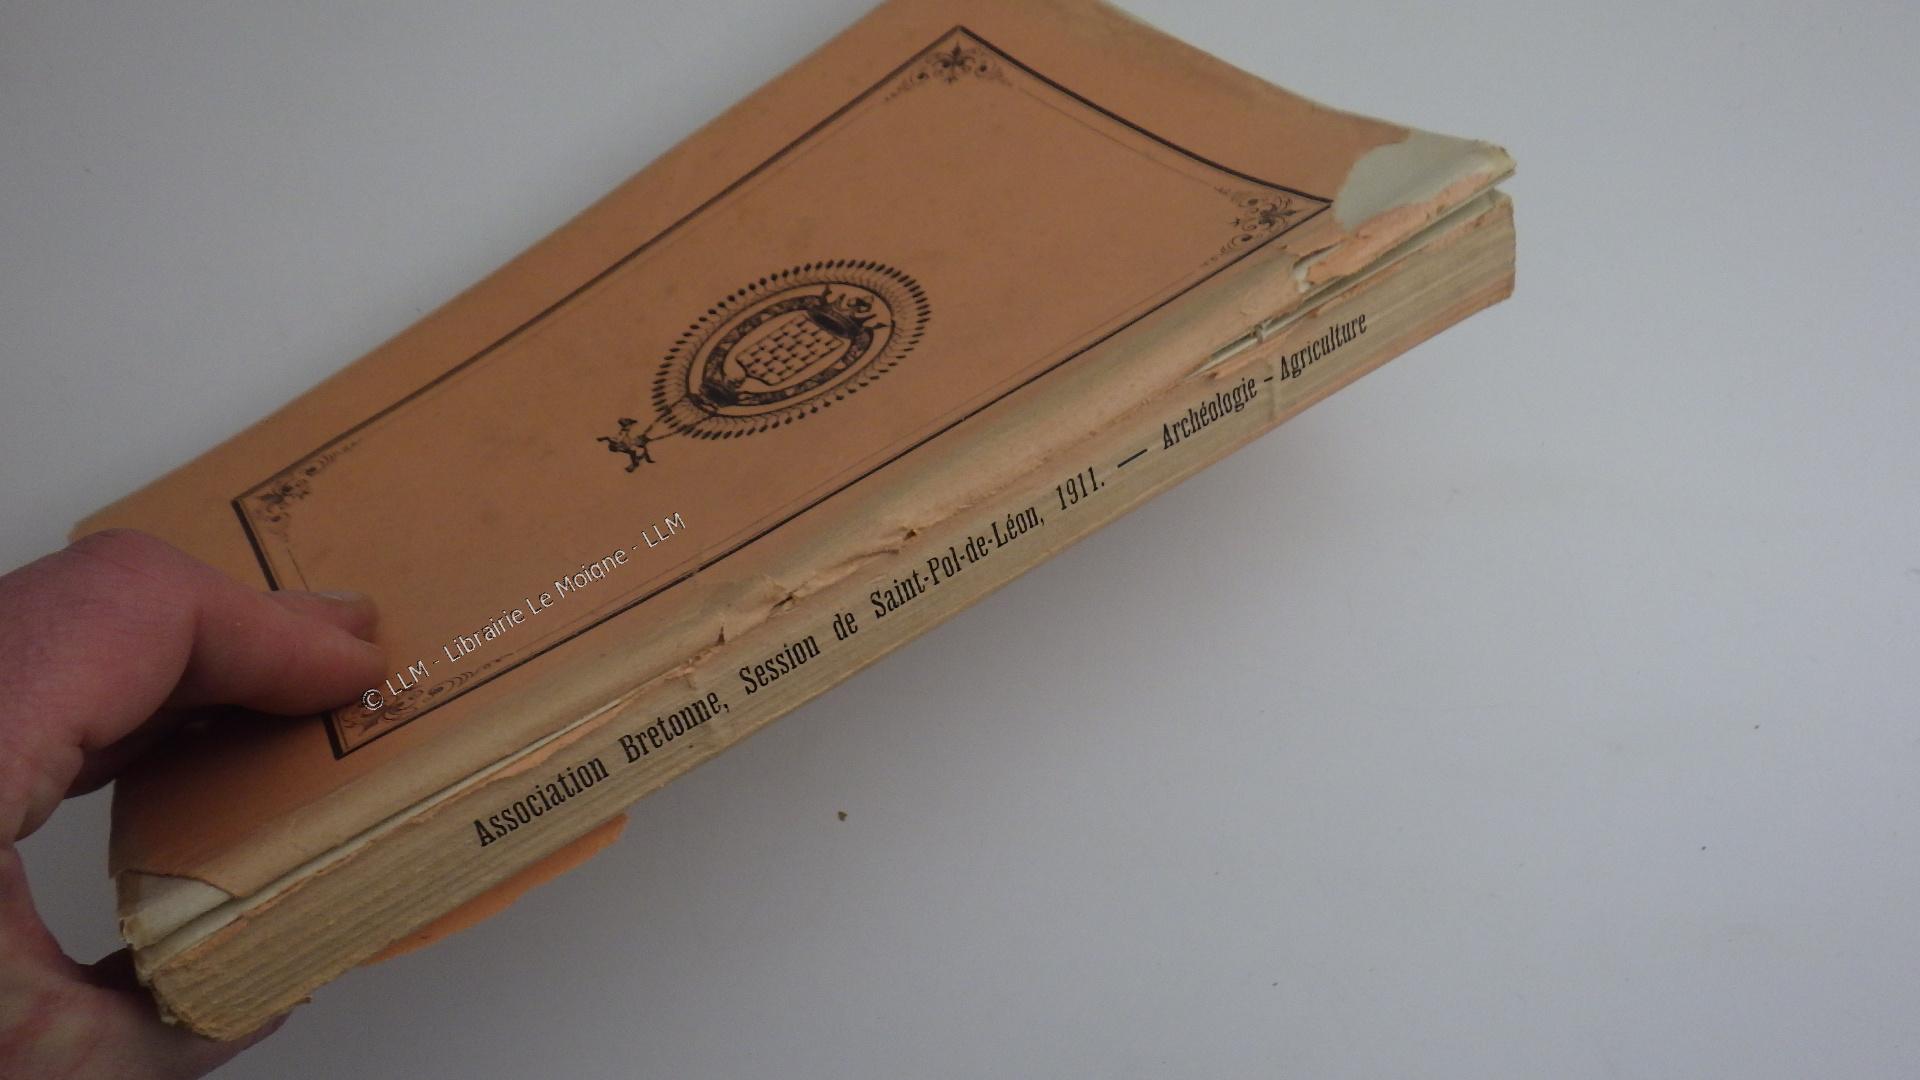 © LLM - Librairie Le Moigne - LLM
Association Bretonne, Session de Saint-Pol-de-Léon, 1911. — Archéologie - Agriculture